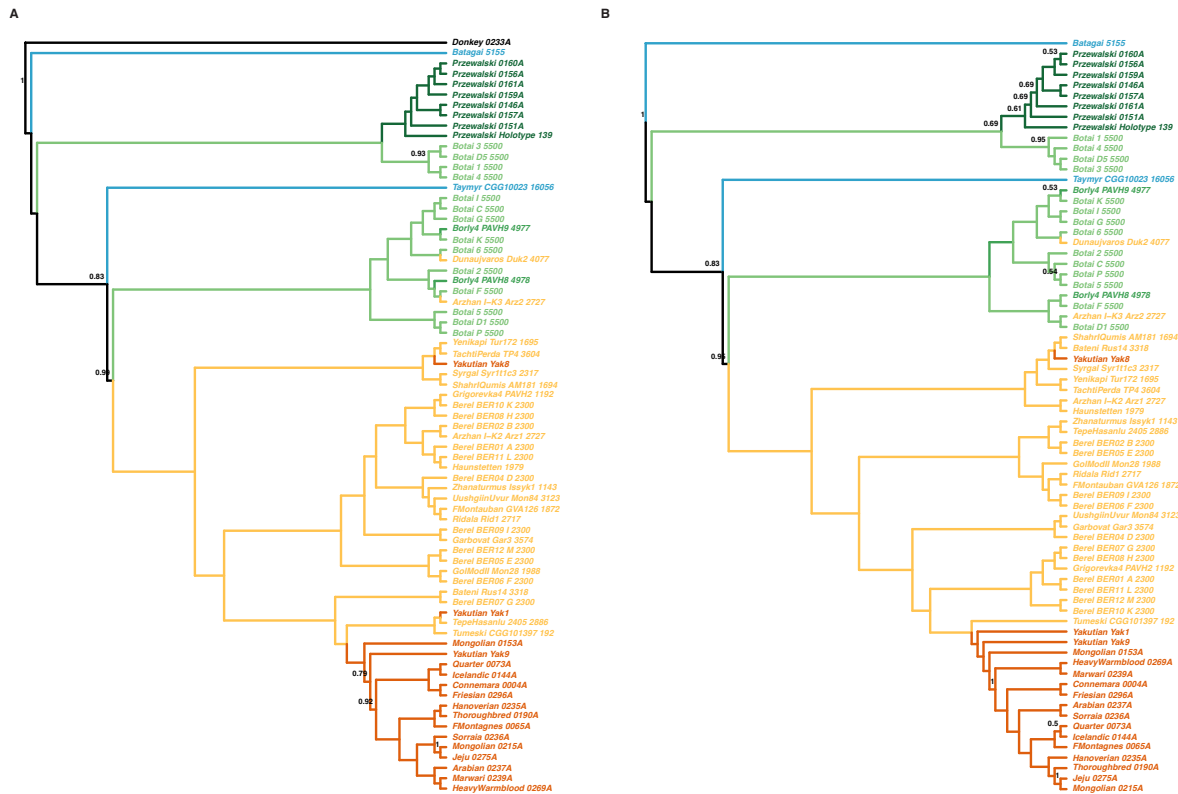 A
B
Donkey 0233A
Batagai 5155
Przewalski 0160A
Przewalski 0156A
Przewalski 0161A
Przewalski 0159A
Przewalski 0146A
Przewalski 0157A
Przewalski 0151A
Przewalski Holotype 139
Botai 3 5500
Botai D5 5500
Botai 1 5500
Botai 4 5500
Taymyr CGG10023 16056
Botai I 5500
Botai C 5500
Botai G 5500
Borly4 PAVH9 4977
Botai K 5500
Botai 6 5500
Dunaujvaros Duk2 4077
Botai 2 5500
Borly4 PAVH8 4978
Botai F 5500
Arzhan I-K3 Arz2 2727
Botai 5 5500
Botai D1 5500
Botai P 5500
Yenikapi Tur172 1695
TachtiPerda TP4 3604
Yakutian Yak8
Syrgal Syr1t1c3 2317
ShahrIQumis AM181 1694
Grigorevka4 PAVH2 1192
Berel BER10 K 2300
Berel BER08 H 2300
Berel BER02 B 2300
Arzhan I-K2 Arz1 2727
Berel BER01 A 2300
Berel BER11 L 2300
Haunstetten 1979
Berel BER04 D 2300
Zhanaturmus Issyk1 1143
UushgiinUvur Mon84 3123
FMontauban GVA126 1872
Ridala Rid1 2717
Berel BER09 I 2300
Garbovat Gar3 3574
Berel BER12 M 2300
Berel BER05 E 2300
GolModII Mon28 1988
Berel BER06 F 2300
Bateni Rus14 3318
Berel BER07 G 2300
Yakutian Yak1
TepeHasanlu 2405 2886
Tumeski CGG101397 192
Mongolian 0153A
Yakutian Yak9
Quarter 0073A
Icelandic 0144A
Connemara 0004A
Friesian 0296A
Hanoverian 0235A
Thoroughbred 0190A
FMontagnes 0065A
Sorraia 0236A
Mongolian 0215A
Jeju 0275A
Arabian 0237A
Marwari 0239A
HeavyWarmblood 0269A
1
0.93
0.83
0.79
0.92
1
Batagai 5155
Przewalski 0160A
Przewalski 0156A
Przewalski 0159A
Przewalski 0146A
Przewalski 0157A
Przewalski 0161A
Przewalski 0151A
Przewalski Holotype 139
Botai 1 5500
Botai 4 5500
Botai D5 5500
Botai 3 5500
Taymyr CGG10023 16056
Borly4 PAVH9 4977
Botai K 5500
Botai I 5500
Botai G 5500
Botai 6 5500
Dunaujvaros Duk2 4077
Botai 2 5500
Botai C 5500
Botai P 5500
Botai 5 5500
Borly4 PAVH8 4978
Botai F 5500
Arzhan I-K3 Arz2 2727
Botai D1 5500
ShahrIQumis AM181 1694
Bateni Rus14 3318
Yakutian Yak8
Syrgal Syr1t1c3 2317
Yenikapi Tur172 1695
TachtiPerda TP4 3604
Arzhan I-K2 Arz1 2727
Haunstetten 1979
Zhanaturmus Issyk1 1143
TepeHasanlu 2405 2886
Berel BER02 B 2300
Berel BER05 E 2300
GolModII Mon28 1988
Ridala Rid1 2717
FMontauban GVA126 1872
Berel BER09 I 2300
Berel BER06 F 2300
UushgiinUvur Mon84 312
Garbovat Gar3 3574
Berel BER04 D 2300
Berel BER07 G 2300
Berel BER08 H 2300
Grigorevka4 PAVH2 1192
Berel BER01 A 2300
Berel BER11 L 2300
Berel BER12 M 2300
Berel BER10 K 2300
Tumeski CGG101397 192
Yakutian Yak1
Yakutian Yak9
Mongolian 0153A
HeavyWarmblood 0269A
Marwari 0239A
Connemara 0004A
Friesian 0296A
Arabian 0237A
Sorraia 0236A
Quarter 0073A
Icelandic 0144A
FMontagnes 0065A
Hanoverian 0235A
Thoroughbred 0190A
Jeju 0275A
Mongolian 0215A
0.53
0.69
0.69
0.61
0.69
1
0.95
0.53
0.83
0.54
1
0.5
1